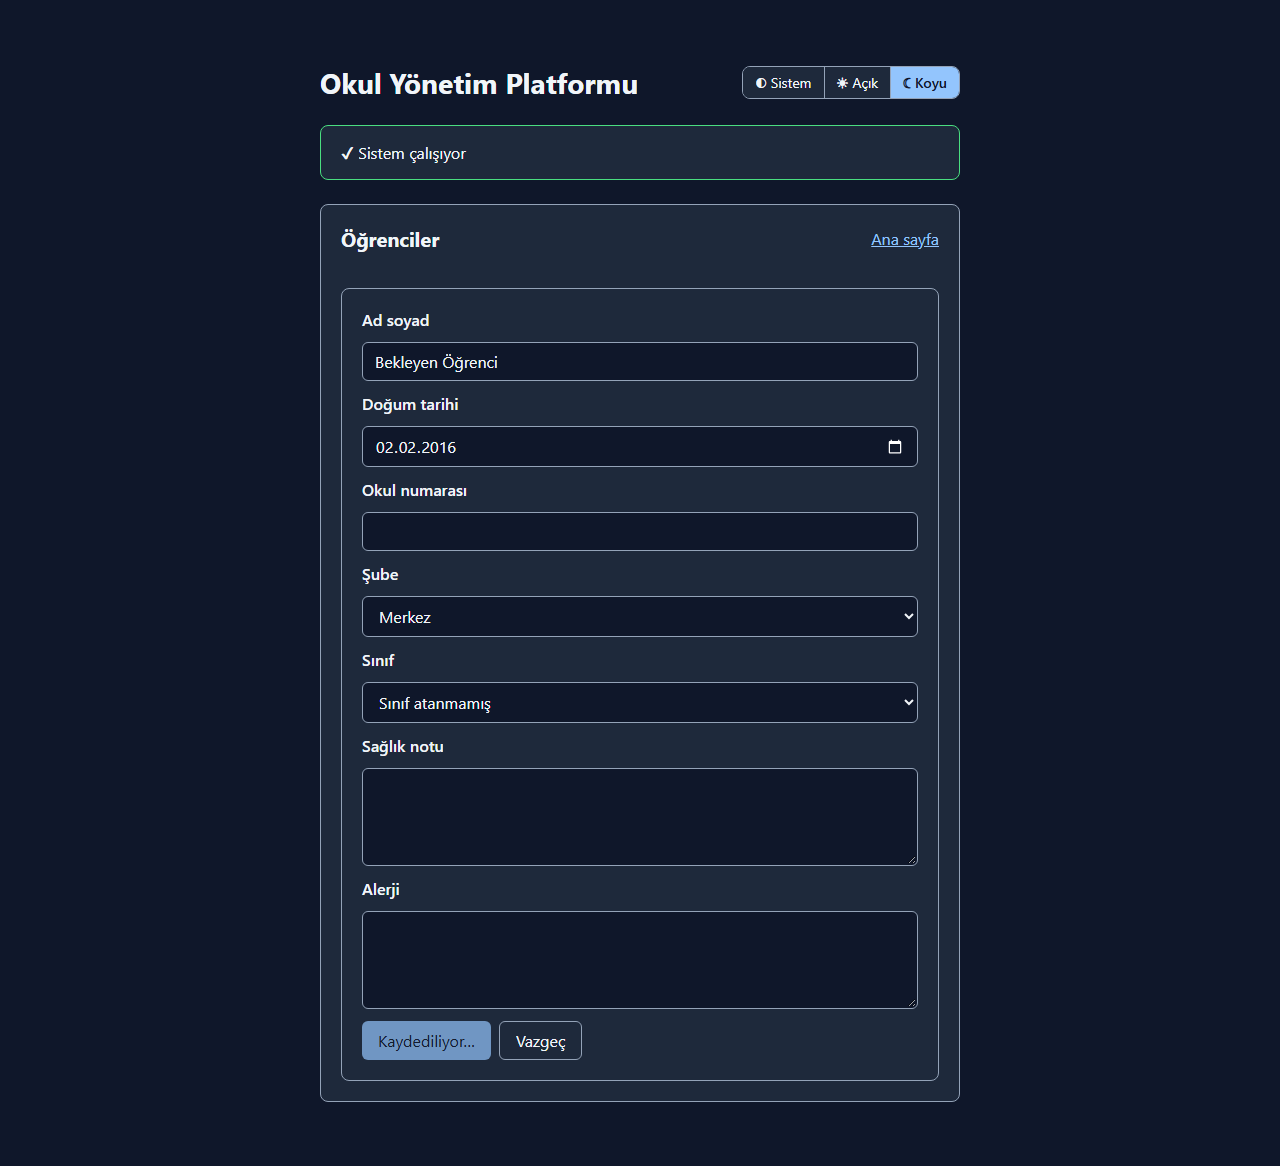 Okul Yönetim Platformu
Sistem
Açık
Koyu
✓ Sistem çalışıyor
Öğrenciler
Ana sayfa
Ad soyad
Bekleyen Öğrenci
Doğum tarihi
02.02.2016
Okul numarası
Şube
Merkez
Sınıf
Sınıf atanmamış
Sağlık notu
Alerji
Kaydediliyor...
Vazgeç